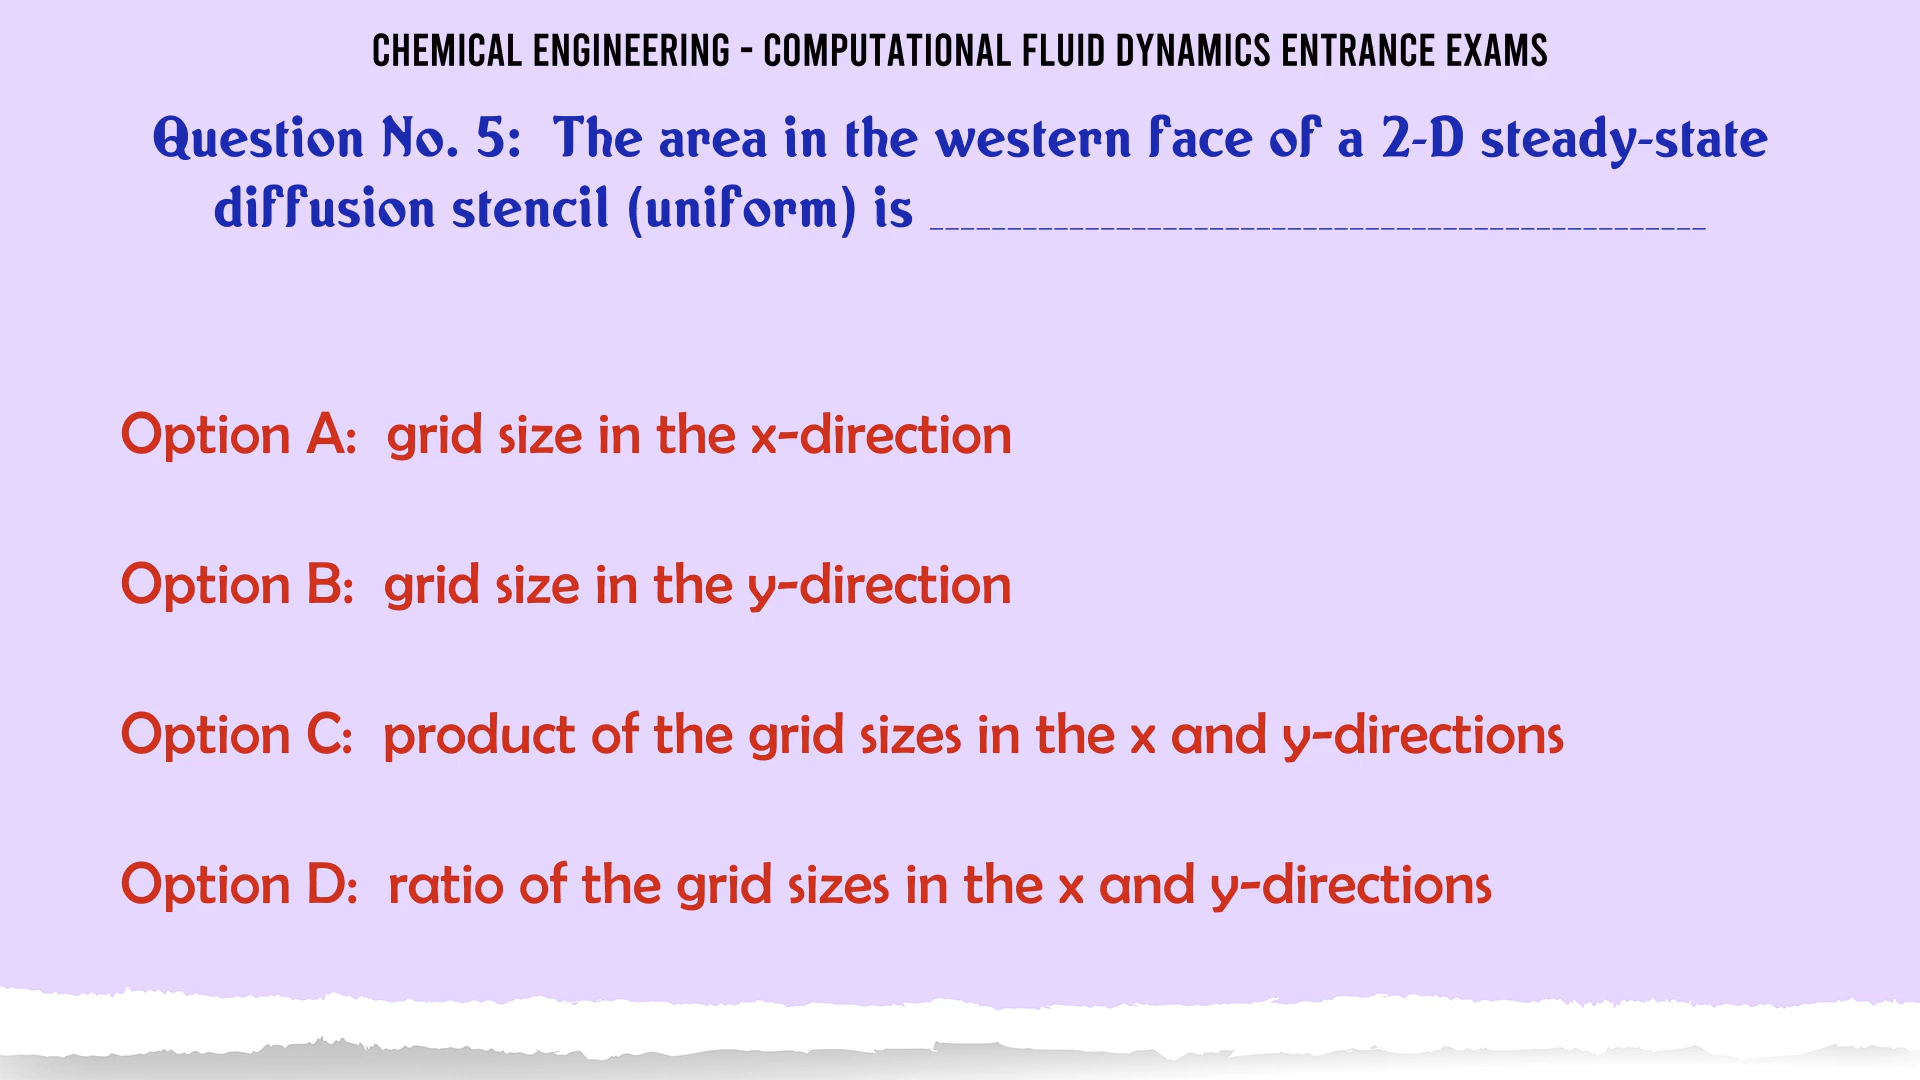 CHEMICAL ENGINEERING - COMPUTATIONAL FLUID DYNAMICS ENTRANCE EXAMS
Question No. 5: The area in the western face of a 2-D steady-state
diffusion stencil (uniform) is __________________________________________________
Option A: grid size in the x-direction
Option B: grid size in the y-direction
Option C: product of the grid sizes in the x and y-directions
Option D: ratio of the grid sizes in the x and y-directions